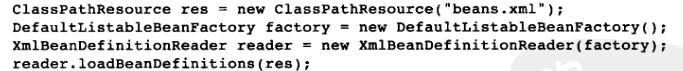 ClassPathResource res = new ClassPathResource("beans.xml");
DefaultListableBeanFactory factory = new DefaultListableBeanFactory();
XmlBeanDefinitionReader reader = new XmlBeanDefinitionReader(factory);
reader.loadBeanDefinitions(res);